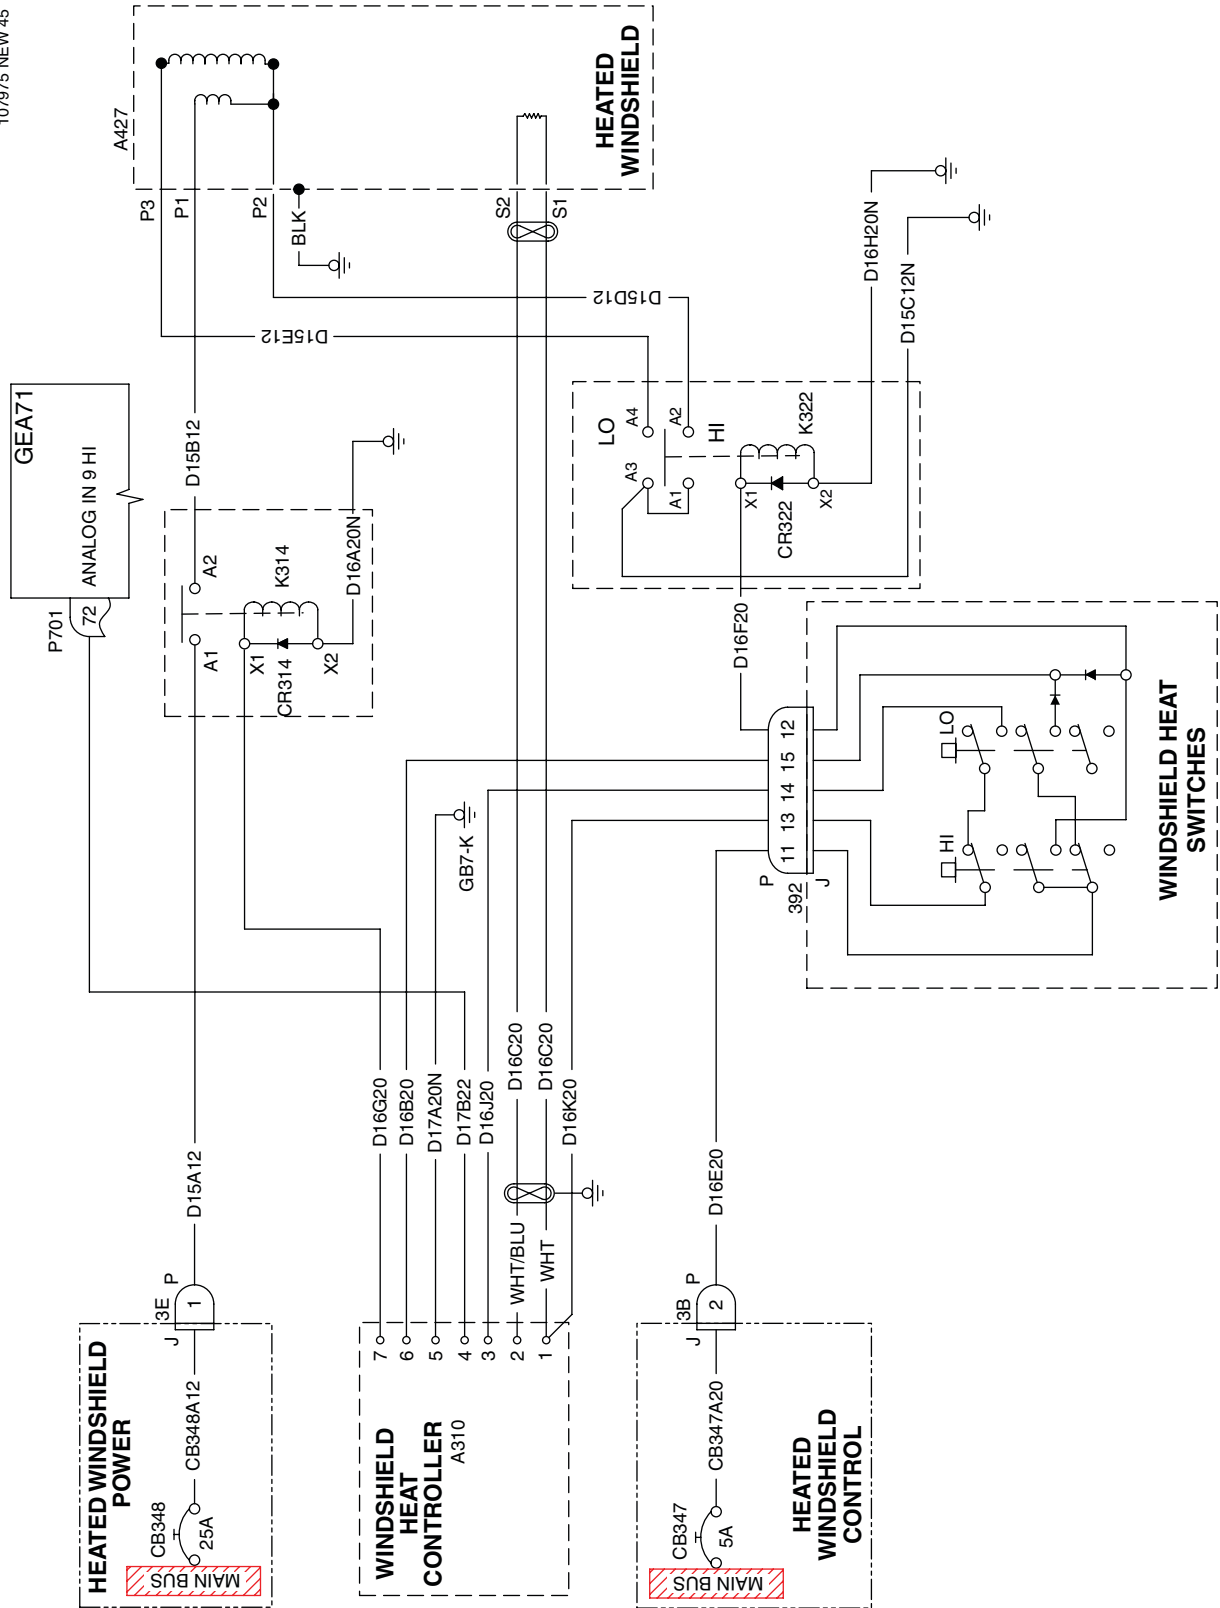 107975 NEW 45
A427
HEATED
WINDSHIELD
P3
P1
P2
BLK
S2
S1
D15E12
D15D12
D16H20N
D15C12N
GEA71
ANALOG IN 9 HI
P701
72
D15B12
A1
A2
K314
X1
CR314
X2
D16A20N
LO
A4
A3
A2
A1
HI
K322
X1
CR322
X2
D16F20
GB7-K
P
392
J
11
13
14
15
12
HI
LO
WINDSHIELD HEAT
SWITCHES
D15A12
D16G20
D16B20
D17A20N
D17B22
D16J20
D16C20
D16C20
D16K20
D16E20
WHT/BLU
WHT
HEATED WINDSHIELD
POWER
CB348
25A
MAIN BUS
CB348A12
J
3E
P
1
WINDSHIELD
HEAT
CONTROLLER
A310
7
6
5
4
3
2
1
HEATED
WINDSHIELD
CONTROL
CB347
5A
MAIN BUS
CB347A20
J
3B
P
2